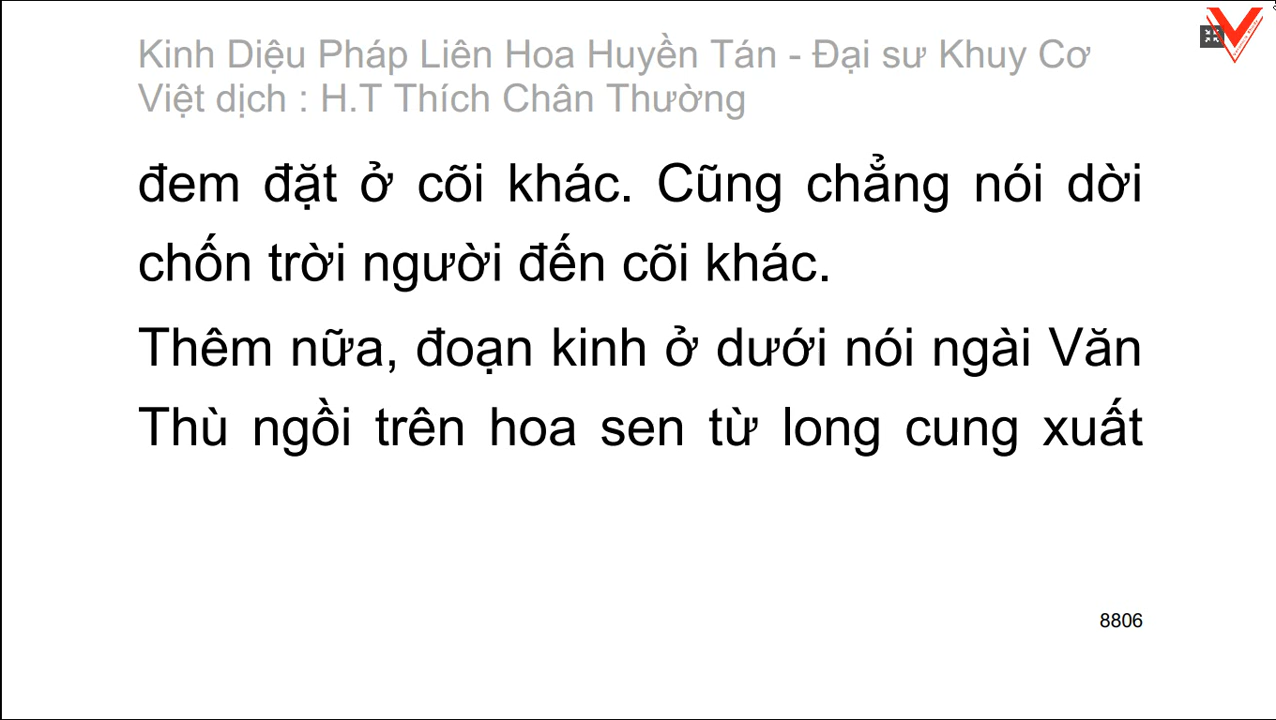 Kinh Diệu Pháp Liên Hoa Huyền Tán - Đại sư Khuy Cơ
Việt dịch : H.T Thích Chân Thường
đem đặt ở cõi khác. Cũng chẳng nói dời
chốn trời người đến cõi khác.
Thêm nữa, đoạn kinh ở dưới nói ngài Văn
Thù ngồi trên hoa sen từ long cung xuất
8806